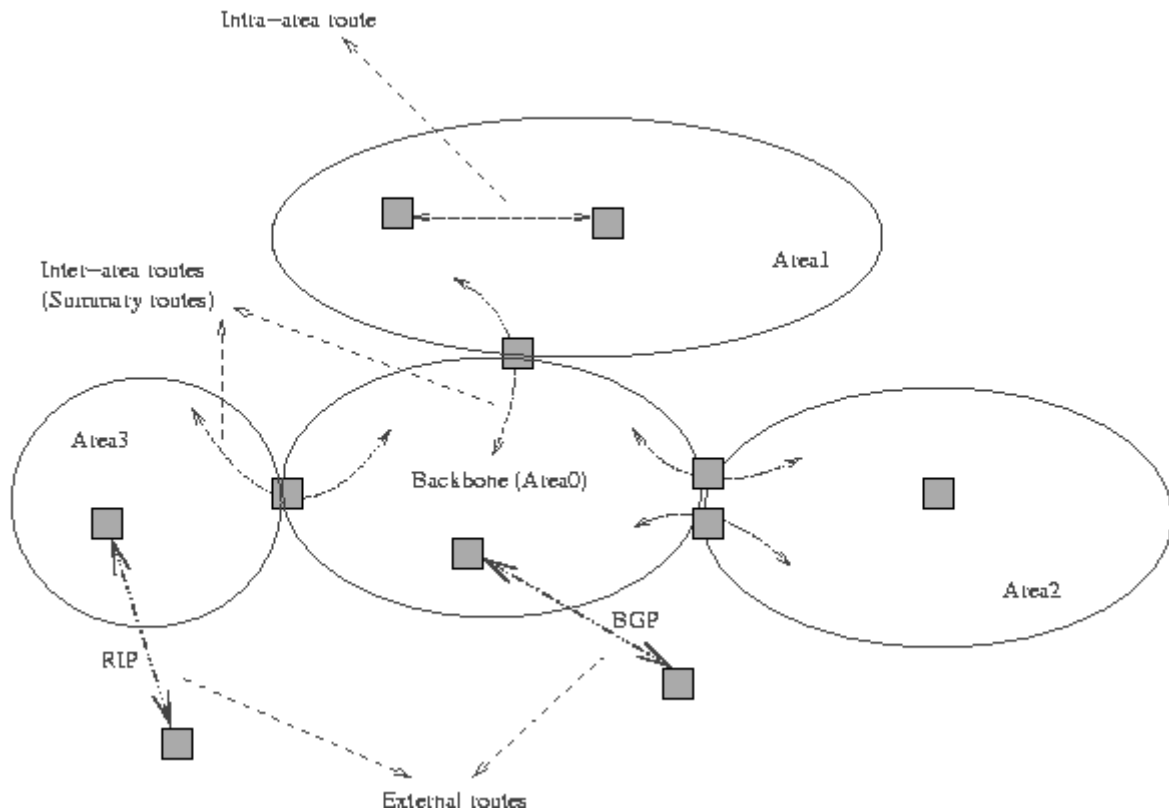 Intra-area route
Area1
Inter-area routes
(Summary routes)
Area3
Backbone (Area0)
Area2
BGP
RIP
External routes